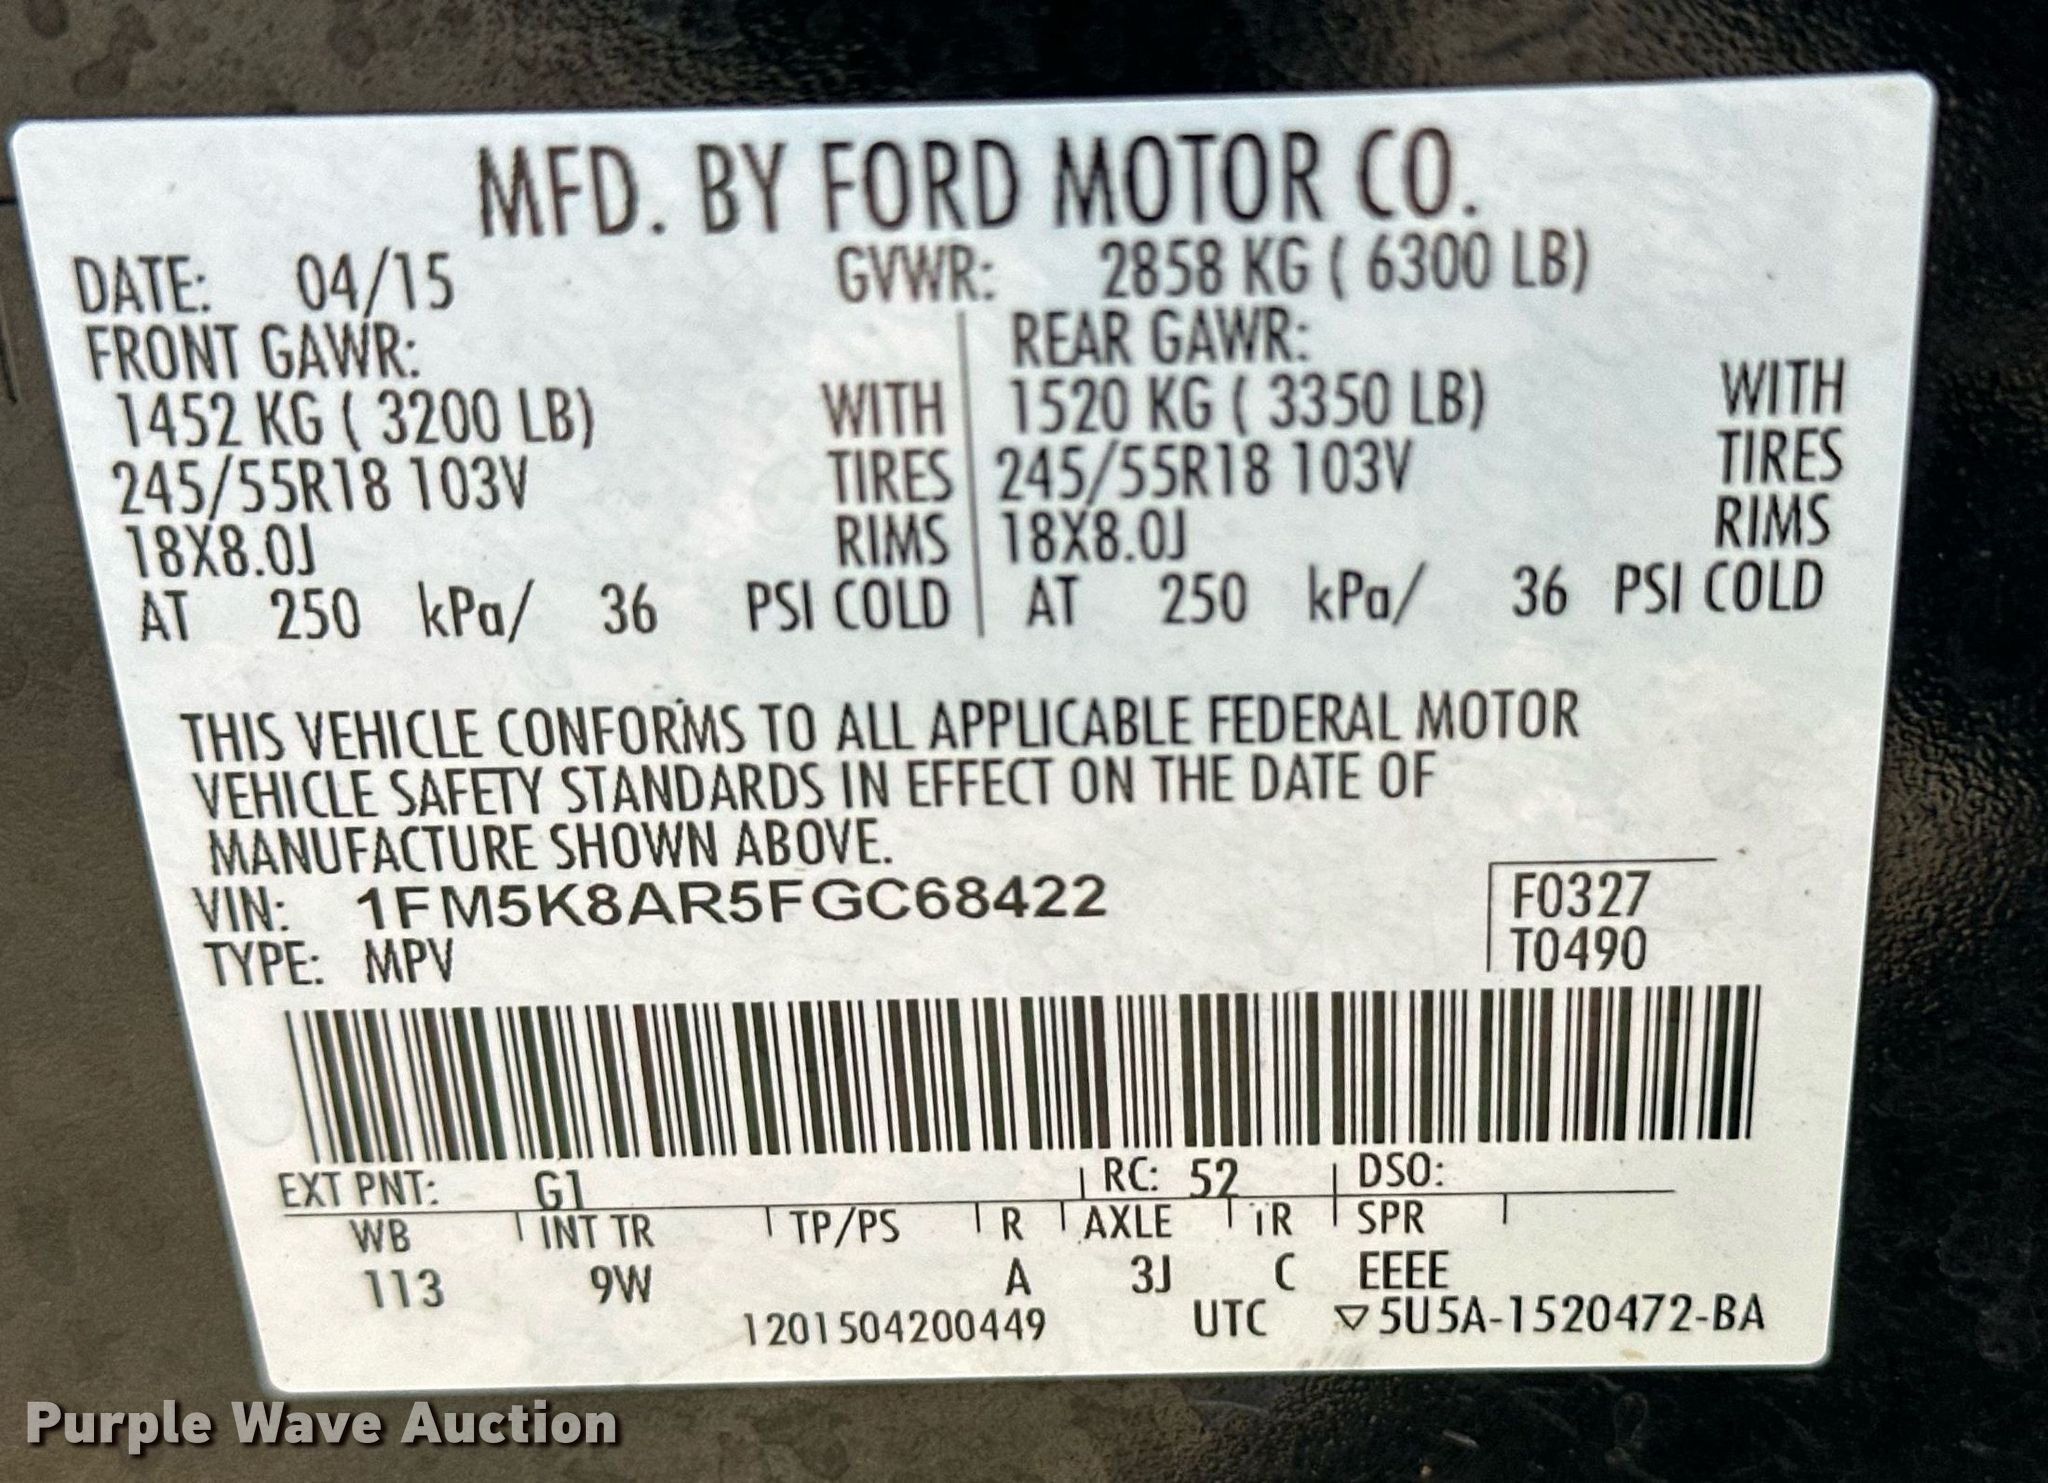 MFD. BY FORD MOTOR CO.
DATE: 04/15 GVWR: 2858 KG ( 6300 LB)
FRONT GAWR: REAR GAWR:
1452 KG ( 3200 LB) WITH 1520 KG ( 3350 LB) WITH
245/55R18 103V TIRES 245/55R18 103V TIRES
18X8.0J RIMS 18X8.0J RIMS
AT 250 kPa/ 36 PSI COLD AT 250 kPa/ 36 PSI COLD
THIS VEHICLE CONFORMS TO ALL APPLICABLE FEDERAL MOTOR
VEHICLE SAFETY STANDARDS IN EFFECT ON THE DATE OF
MANUFACTURE SHOWN ABOVE.
VIN: 1FM5K8AR5FGC68422 F0327
TYPE: MPV T0490
EXT PNT: G1 RC: 52 DSO:
WB INT TR TP/PS R AXLE TR SPR
113 9W A 3J C EEEE
1201504200449 UTC ▽5U5A-1520472-BA
Purple Wave Auction